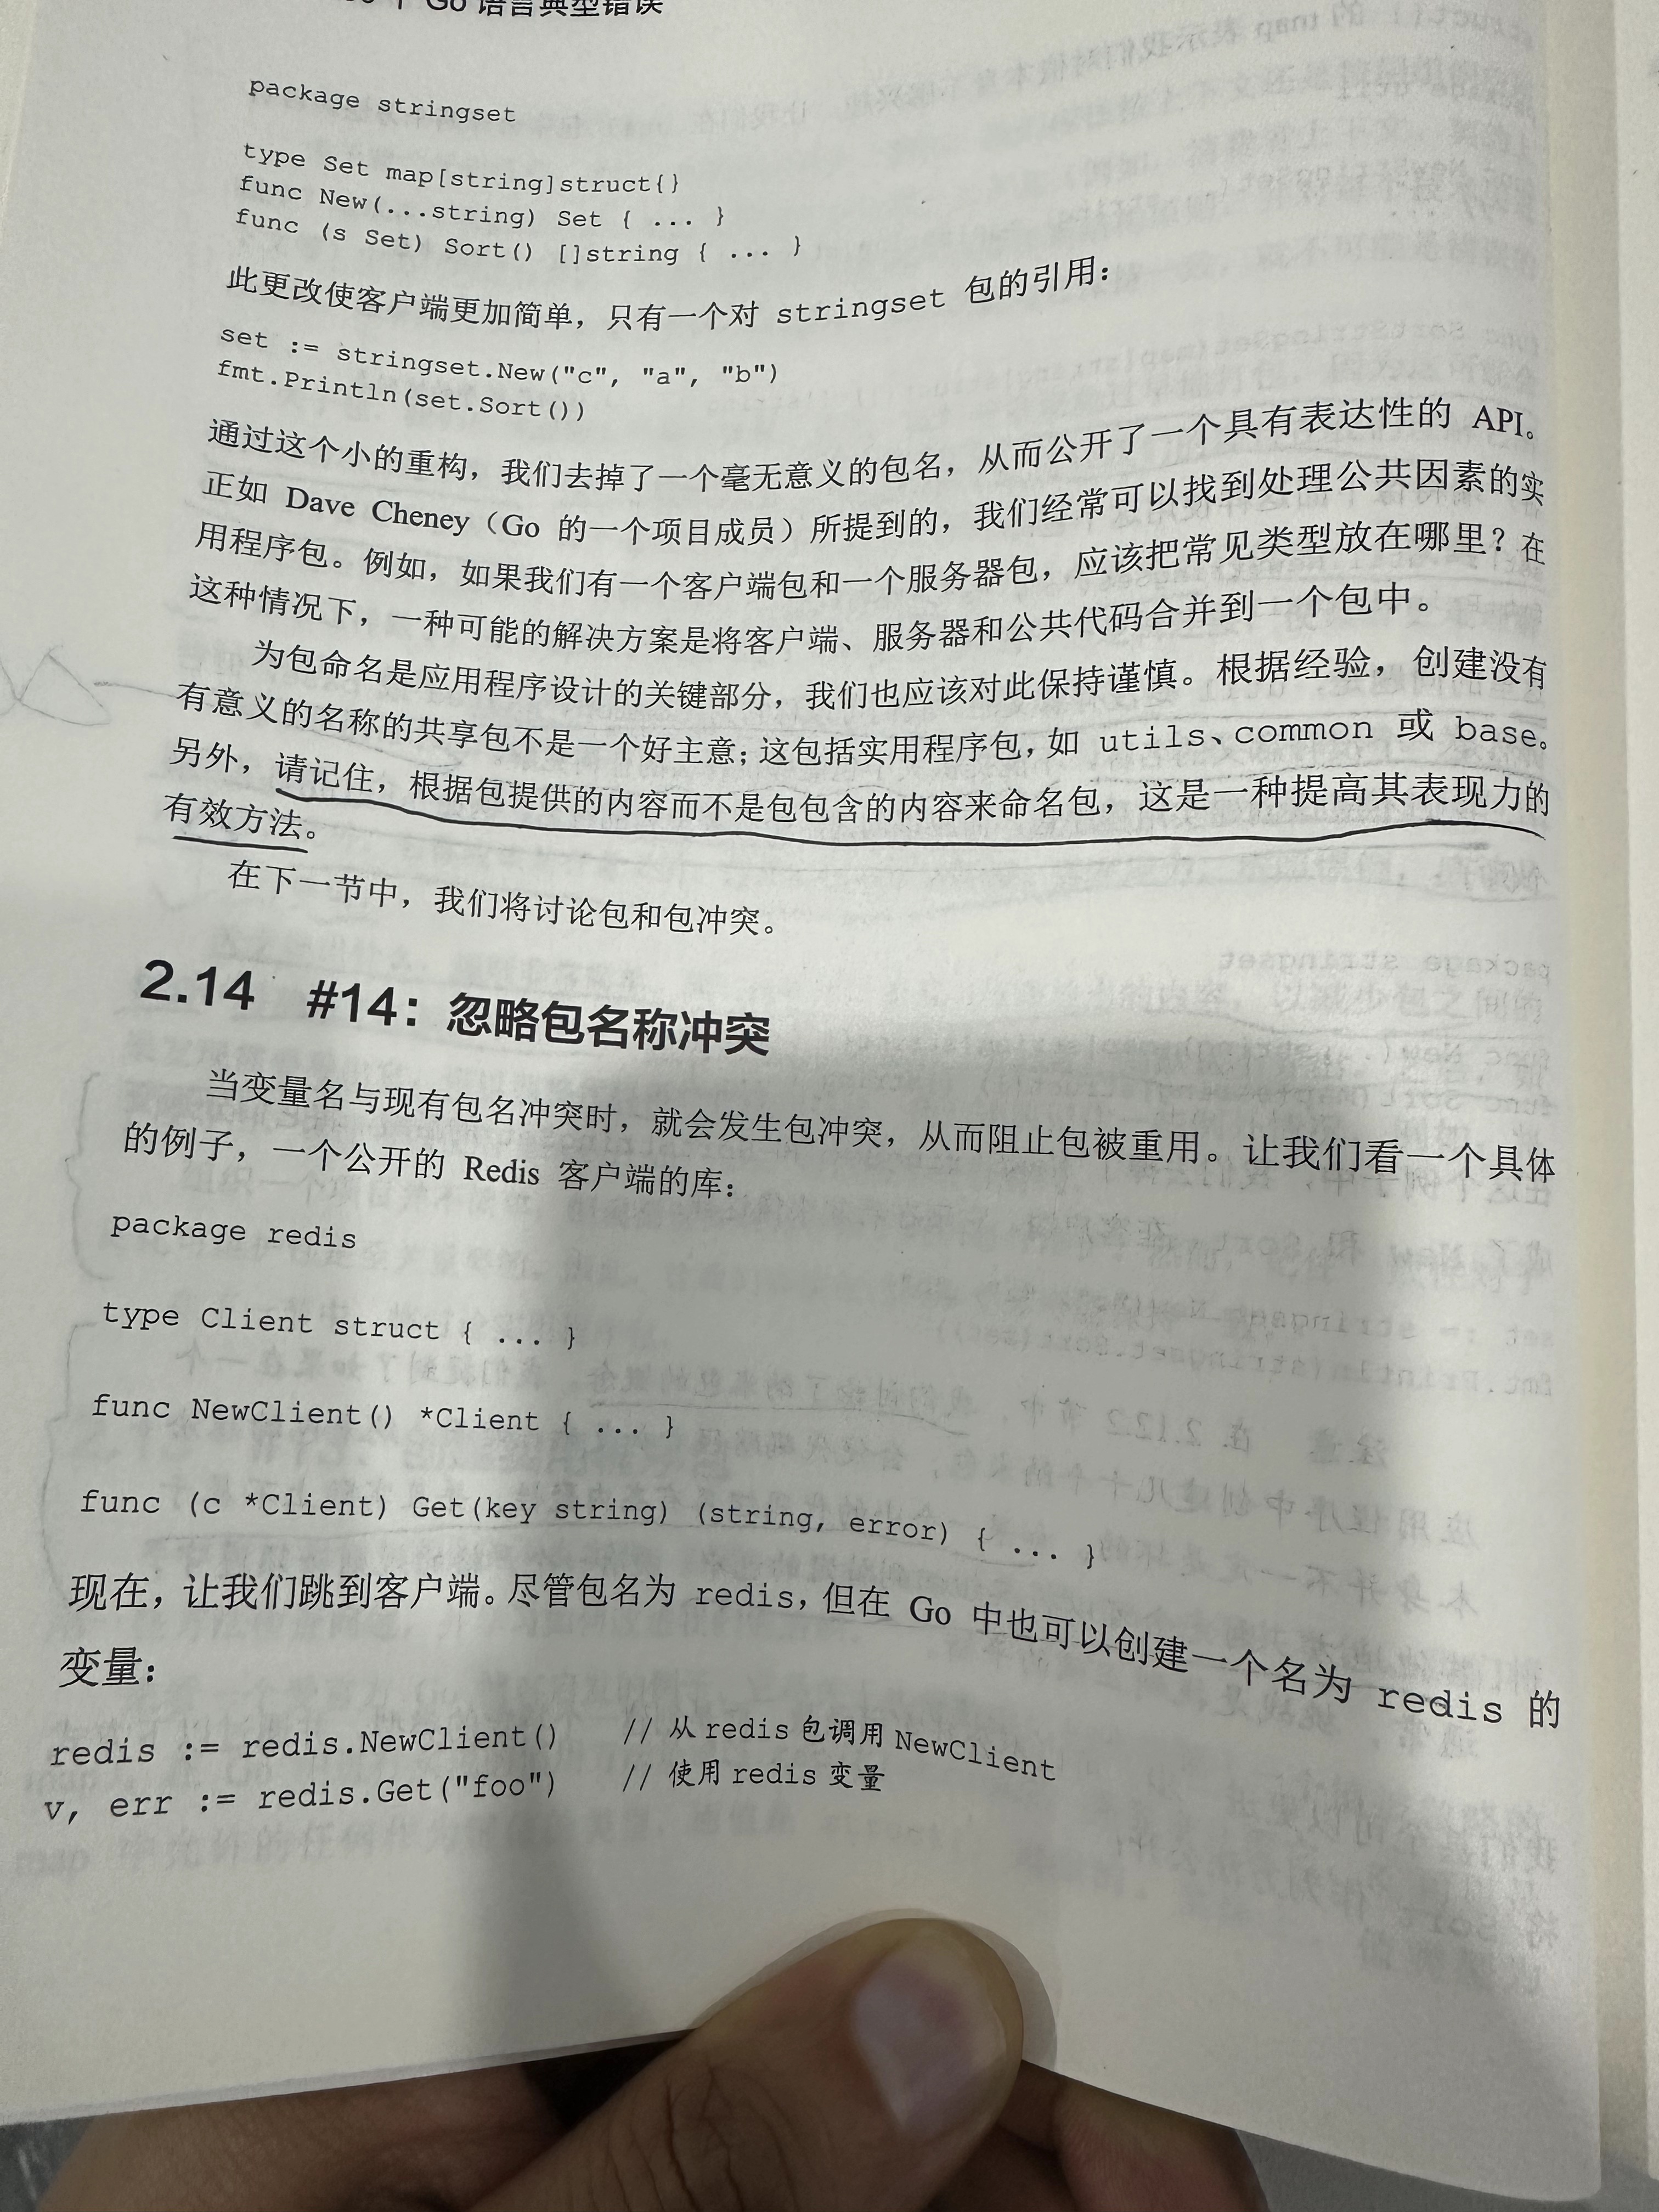 个 Go 语言典型错误
package stringset
type Set map[string]struct{}
func New(...string) Set { ... }
func (s Set) Sort() []string { ... }
此更改使客户端更加简单，只有一个对 stringset 包的引用：
set := stringset.New("c", "a", "b")
fmt.Println(set.Sort())
通过这个小的重构，我们去掉了一个毫无意义的包名，从而公开了一个具有表达性的 API。
正如 Dave Cheney（Go 的一个项目成员）所提到的，我们经常可以找到处理公共因素的实
用程序包。例如，如果我们有一个客户端包和一个服务器包，应该把常见类型放在哪里？在
这种情况下，一种可能的解决方案是将客户端、服务器和公共代码合并到一个包中。
为包命名是应用程序设计的关键部分，我们也应该对此保持谨慎。根据经验，创建没有
有意义的名称的共享包不是一个好主意；这包括实用程序包，如 utils、common 或 base。
另外，请记住，根据包提供的内容而不是包包含的内容来命名包，这是一种提高其表现力的
有效方法。
在下一节中，我们将讨论包和包冲突。
2.14 #14：忽略包名称冲突
当变量名与现有包名冲突时，就会发生包冲突，从而阻止包被重用。让我们看一个具体
的例子，一个公开的 Redis 客户端的库：
package redis
type Client struct { ... }
func NewClient() *Client { ... }
func (c *Client) Get(key string) (string, error) { ... }
现在，让我们跳到客户端。尽管包名为 redis，但在 Go 中也可以创建一个名为 redis 的
变量：
redis := redis.NewClient() // 从 redis 包调用 NewClient
v, err := redis.Get("foo") // 使用 redis 变量